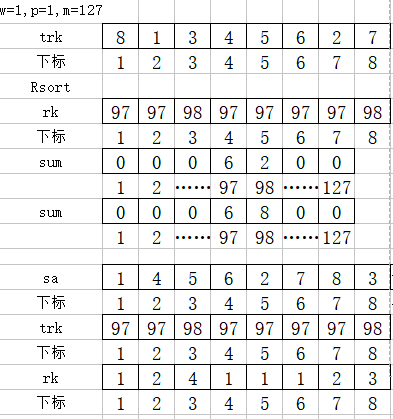 w=1,p=1,m=127
trk 8 1 3 4 5 6 2 7
下标 1 2 3 4 5 6 7 8
Rsort
rk 97 97 98 97 97 97 97 98
下标 1 2 3 4 5 6 7 8
sum 0 0 0 6 2 0 0
1 2 …… 97 98 …… 127
sum 0 0 0 6 8 0 0
1 2 …… 97 98 …… 127
sa 1 4 5 6 2 7 8 3
下标 1 2 3 4 5 6 7 8
trk 97 97 98 97 97 97 97 98
下标 1 2 3 4 5 6 7 8
rk 1 2 4 1 1 1 2 3
下标 1 2 3 4 5 6 7 8